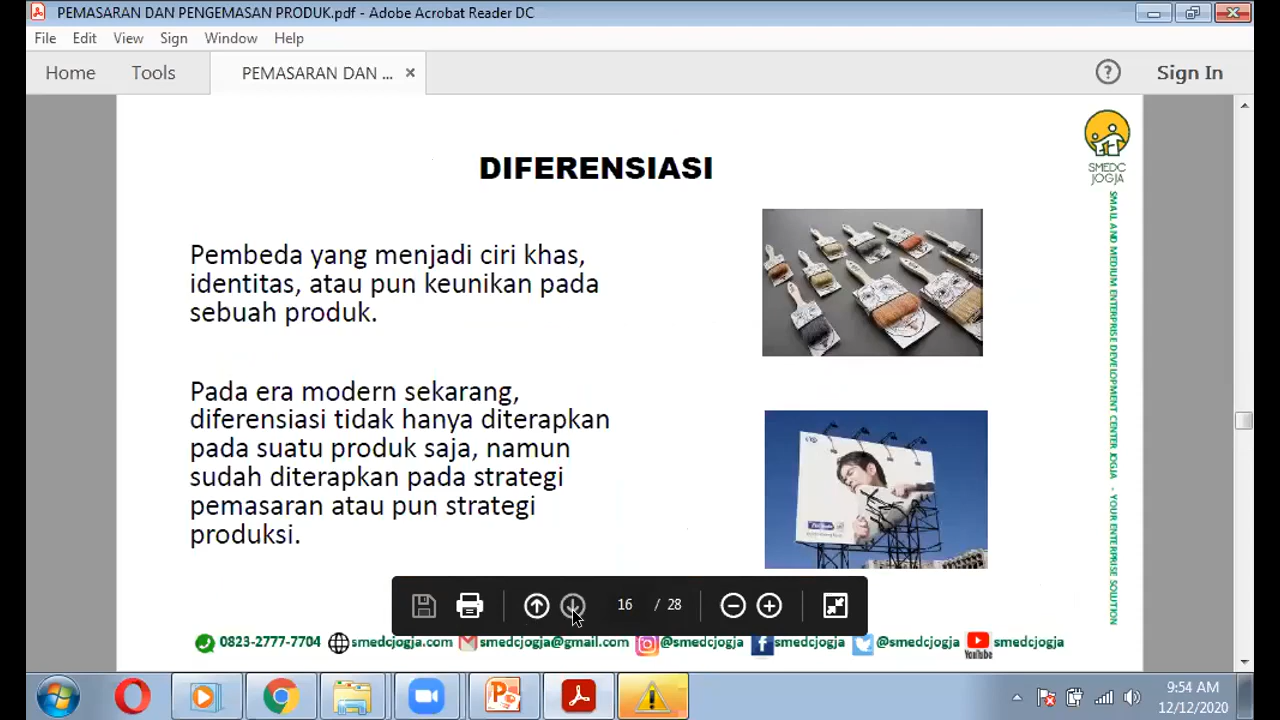 PEMASARAN DAN PENGEMASAN PRODUK.pdf - Adobe Acrobat Reader DC
File Edit View Sign Window Help
Home Tools PEMASARAN DAN ... × Sign In
DIFERENSIASI
SMEDC
JOGJA
SMALL AND MEDIUM ENTERPRISE DEVELOPMENT CENTER JOGJA - YOUR ENTERPRISE SOLUTION
Pembeda yang menjadi ciri khas,
identitas, atau pun keunikan pada
sebuah produk.
Pada era modern sekarang,
diferensiasi tidak hanya diterapkan
pada suatu produk saja, namun
sudah diterapkan pada strategi
pemasaran atau pun strategi
produksi.
16 / 28
0823-2777-7704 smedcjogja.com smedcjogja@gmail.com @smedcjogja smedcjogja @smedcjogja YouTube smedcjogja
9:54 AM
12/12/2020